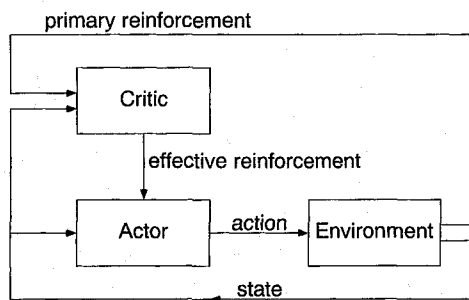 primary reinforcement
Critic
effective reinforcement
Actor
action
Environment
state